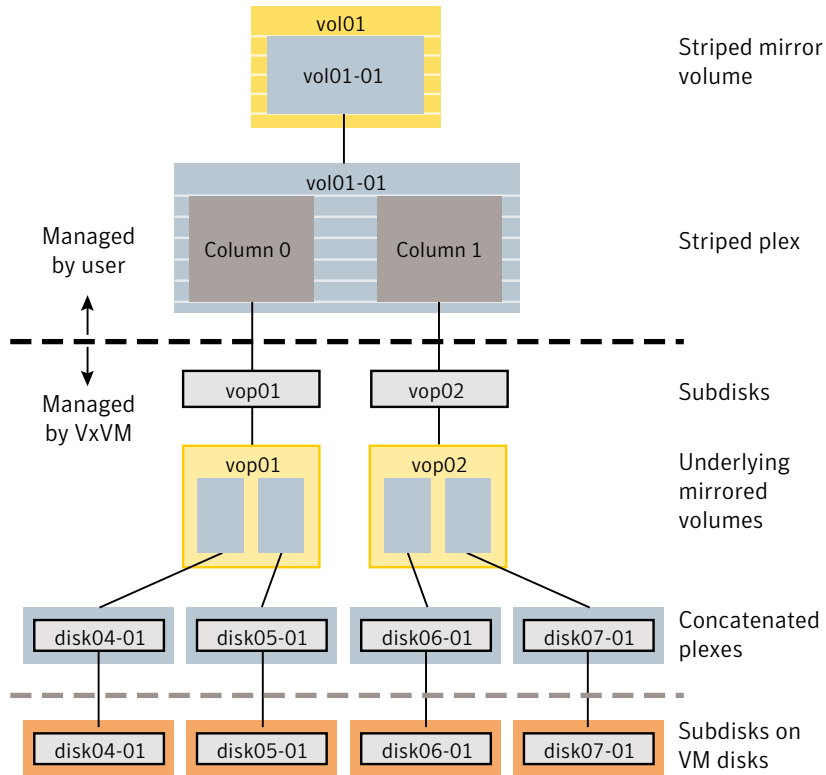 vol01
vol01-01
Striped mirror
volume
vol01-01
Column 0
Column 1
Striped plex
Managed
by user
Managed
by VxVM
vop01
vop02
Subdisks
vop01
vop02
Underlying
mirrored
volumes
disk04-01
disk05-01
disk06-01
disk07-01
Concatenated
plexes
disk04-01
disk05-01
disk06-01
disk07-01
Subdisks on
VM disks